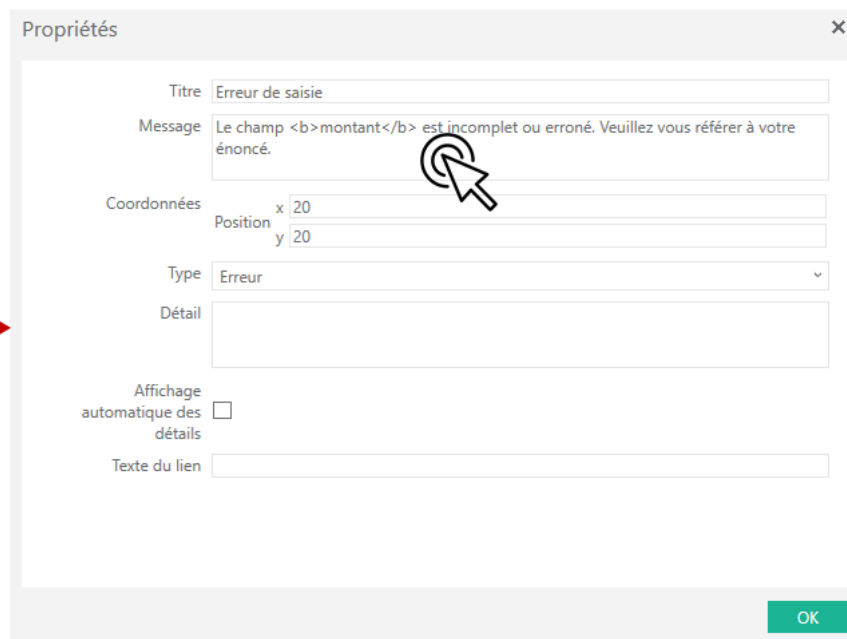 Propriétés
Titre Erreur de saisie
Message Le champ <b>montant</b> est incomplet ou erroné. Veuillez vous référer à votre
énoncé.
Coordonnées
Position x 20
y 20
Type Erreur
Détail
Affichage
automatique des
détails
Texte du lien
OK